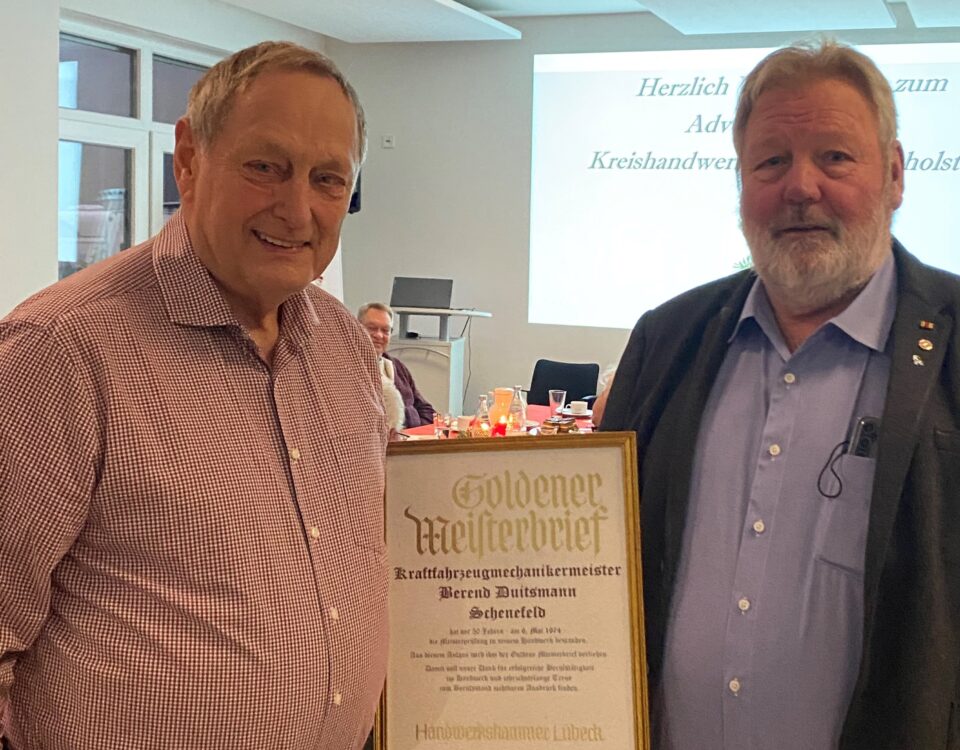 Herzlich zum
Adv
Kreishandwer holst
Goldener
Meisterbrief
Kraftfahrzeugmechanikermeister
Berend Duitsmann
Schenefeld
hat vor 50 Jahren - am 6. Mai 1974
die Meisterprüfung in seinem Handwerk bestanden.
Aus diesem Anlass wird ihm der Goldene Meisterbrief verliehen
Damit soll unser Dank für erfolgreiche Berufstätigkeit
im Handwerk und jahrzehntelange Treue
zum Berufsstand sichtbaren Ausdruck finden.
Handwerkskammer Lübeck